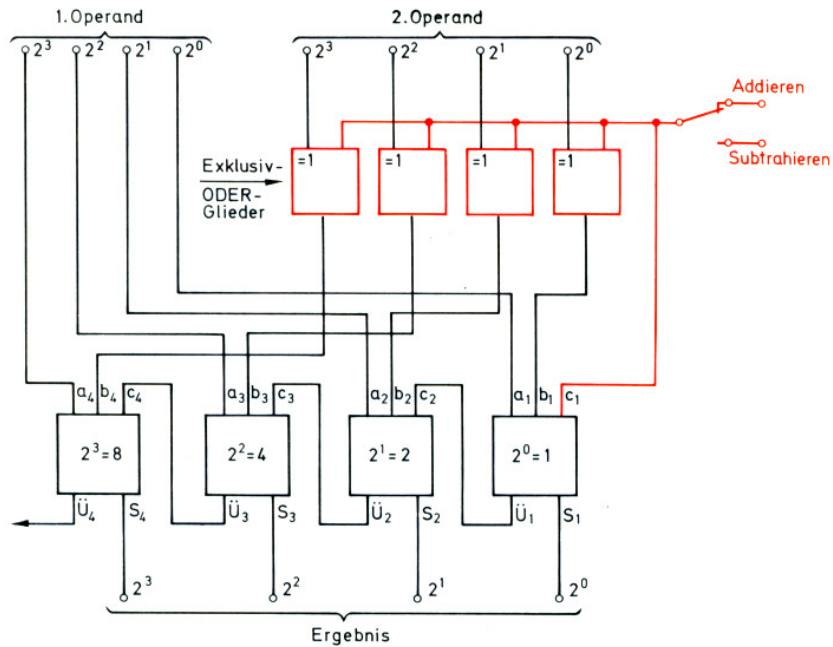 1. Operand 2. Operand
2³ 2² 2¹ 2⁰ 2³ 2² 2¹ 2⁰
Addieren
Subtrahieren
=1 =1 =1 =1
Exklusiv-
ODER-
Glieder
a₄ b₄ c₄ a₃ b₃ c₃ a₂ b₂ c₂ a₁ b₁ c₁
2³=8 2²=4 2¹=2 2⁰=1
Ü₄ S₄ Ü₃ S₃ Ü₂ S₂ Ü₁ S₁
2³ 2² 2¹ 2⁰
Ergebnis